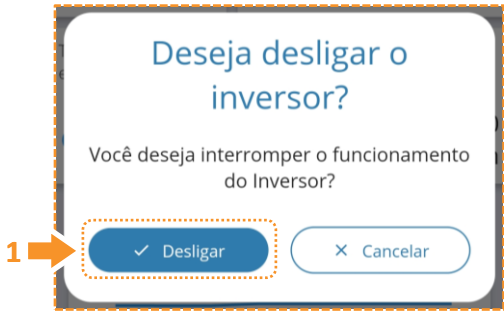 Deseja desligar o
inversor?
Você deseja interromper o funcionamento
do Inversor?
1
Desligar
Cancelar